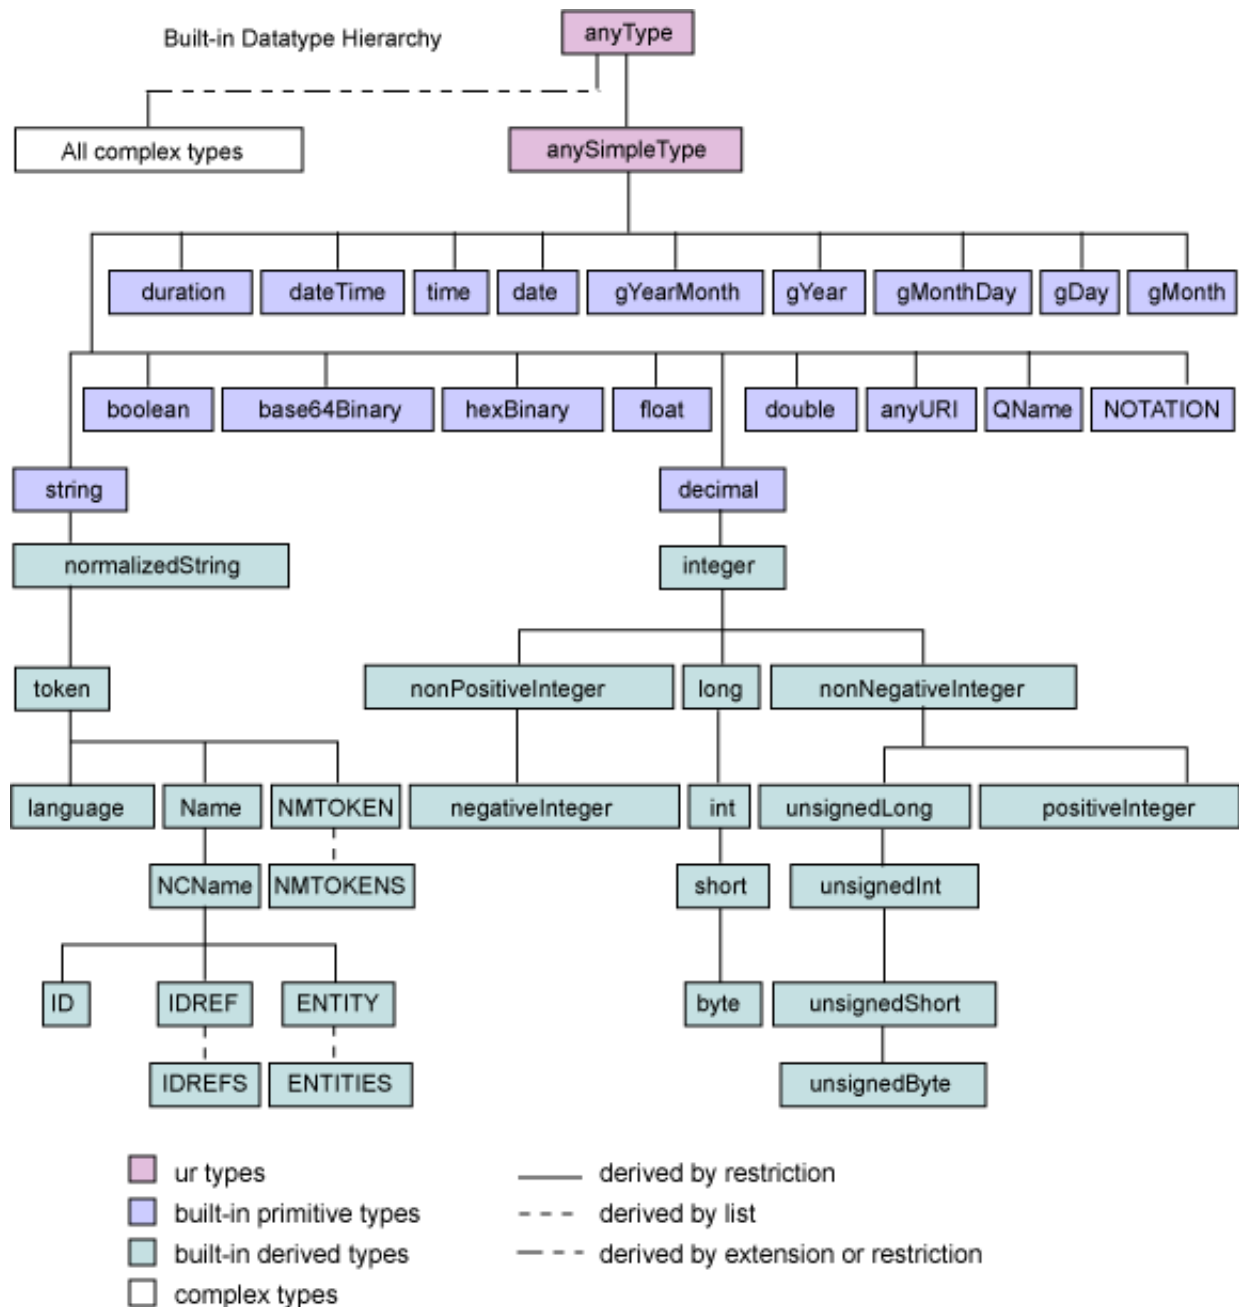 Built-in Datatype Hierarchy
anyType
All complex types
anySimpleType
duration dateTime time date gYearMonth gYear gMonthDay gDay gMonth
boolean base64Binary hexBinary float double anyURI QName NOTATION
string decimal
normalizedString integer
token nonPositiveInteger long nonNegativeInteger
language Name NMTOKEN negativeInteger int unsignedLong positiveInteger
NCName NMTOKENS short unsignedInt
ID IDREF ENTITY byte unsignedShort
IDREFS ENTITIES unsignedByte
ur types derived by restriction
built-in primitive types derived by list
built-in derived types derived by extension or restriction
complex types